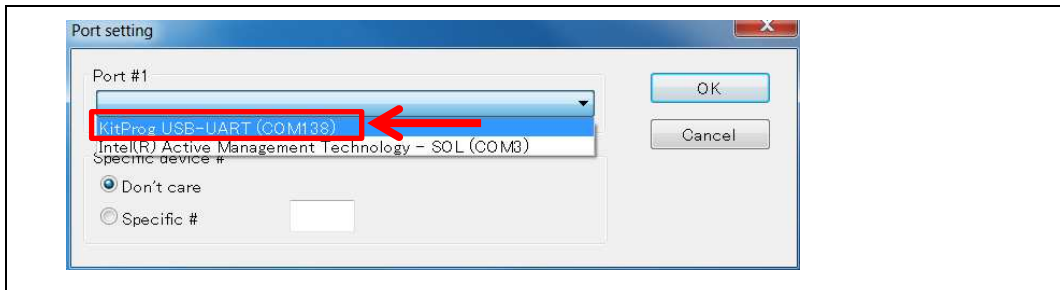 Port setting
Port #1
OK
KitProg USB-UART (COM138)
Intel(R) Active Management Technology - SOL (COM3)
Cancel
Specific device #
Don't care
Specific #